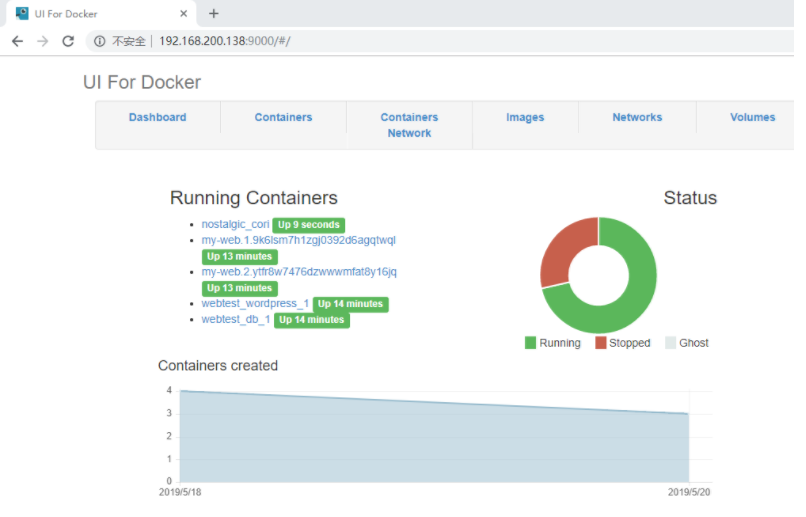 UI For Docker
不安全
192.168.200.138:9000/#/
UI For Docker
Dashboard
Containers
Containers
Network
Images
Networks
Volumes
Running Containers
nostalgic_cori Up 9 seconds
my-web.1.9k6lsm7h1zgj0392d6agqtwql
Up 13 minutes
my-web.2.ytfr8w7476dzwwwmfat8y16jq
Up 13 minutes
webtest_wordpress_1 Up 14 minutes
webtest_db_1 Up 14 minutes
Status
Running
Stopped
Ghost
Containers created
4
3
2
1
0
2019/5/18
2019/5/20